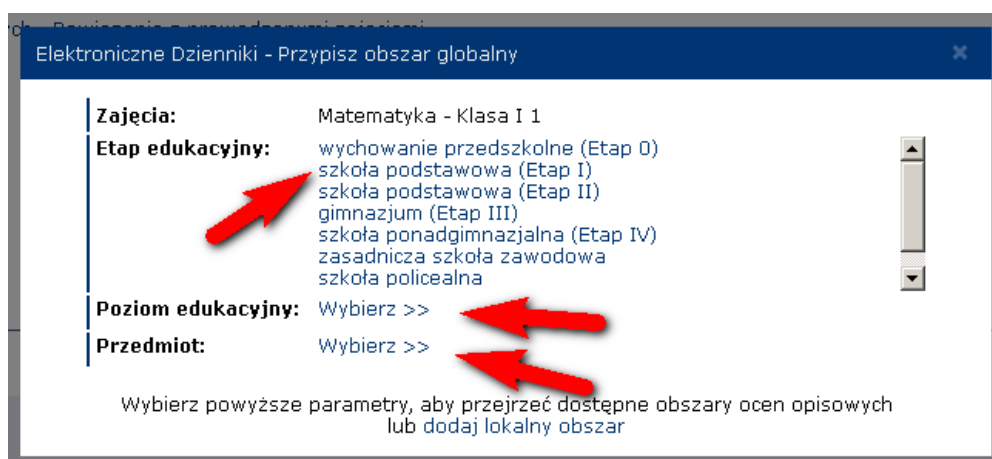 Elektroniczne Dzienniki - Przypisz obszar globalny ×
Zajęcia: Matematyka - Klasa I 1
Etap edukacyjny: wychowanie przedszkolne (Etap 0)
szkoła podstawowa (Etap I)
szkoła podstawowa (Etap II)
gimnazjum (Etap III)
szkoła ponadgimnazjalna (Etap IV)
zasadnicza szkoła zawodowa
szkoła policealna
Poziom edukacyjny: Wybierz >>
Przedmiot: Wybierz >>
Wybierz powyższe parametry, aby przejrzeć dostępne obszary ocen opisowych
lub dodaj lokalny obszar